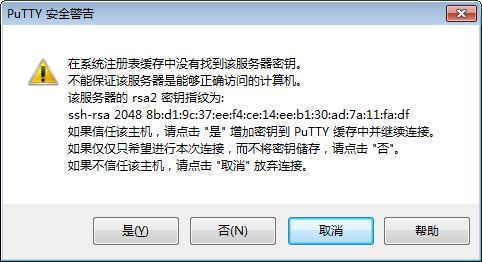 PuTTY 安全警告
在系统注册表缓存中没有找到该服务器密钥。
不能保证该服务器是能够正确访问的计算机。
该服务器的 rsa2 密钥指纹为:
ssh-rsa 2048 8b:d1:9c:37:ee:f4:ce:14:ee:b1:30:ad:7a:11:fa:df
如果信任该主机，请点击 "是" 增加密钥到 PuTTY 缓存中并继续连接。
如果仅仅只希望进行本次连接，而不将密钥储存，请点击 "否"。
如果不信任该主机，请点击 "取消" 放弃连接。
是(Y)
否(N)
取消
帮助